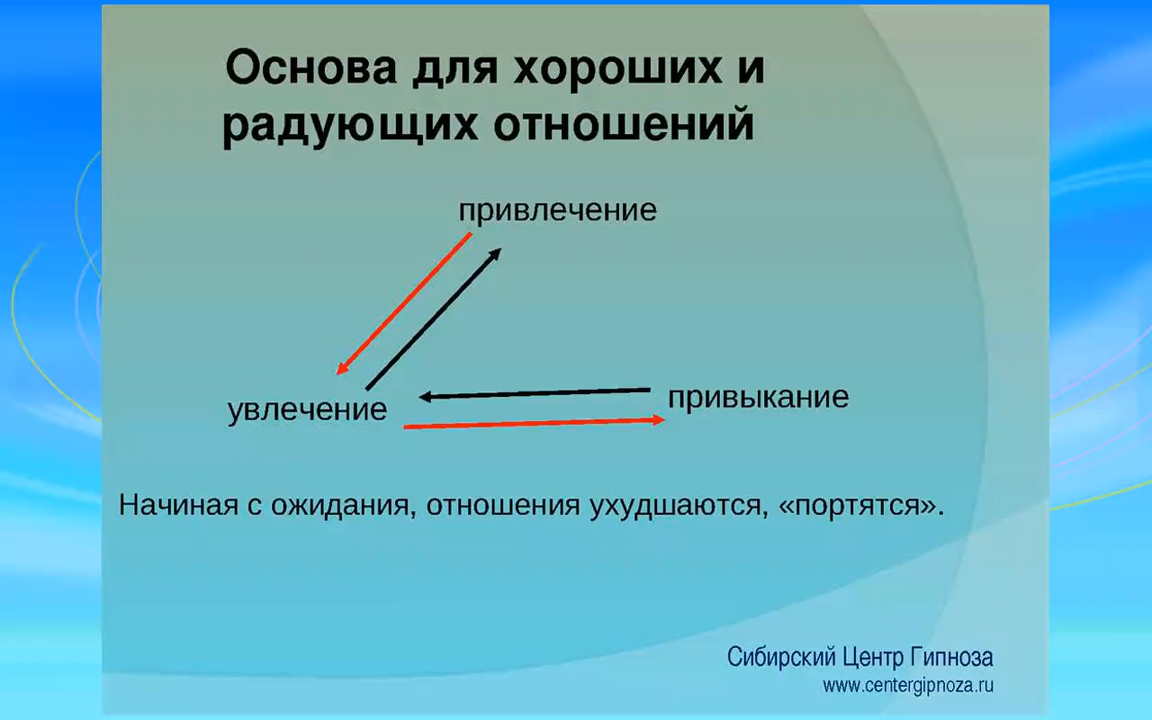 Основа для хороших и
радующих отношений
привлечение
увлечение
привыкание
Начиная с ожидания, отношения ухудшаются, «портятся».
Сибирский Центр Гипноза
www.centergipnoza.ru